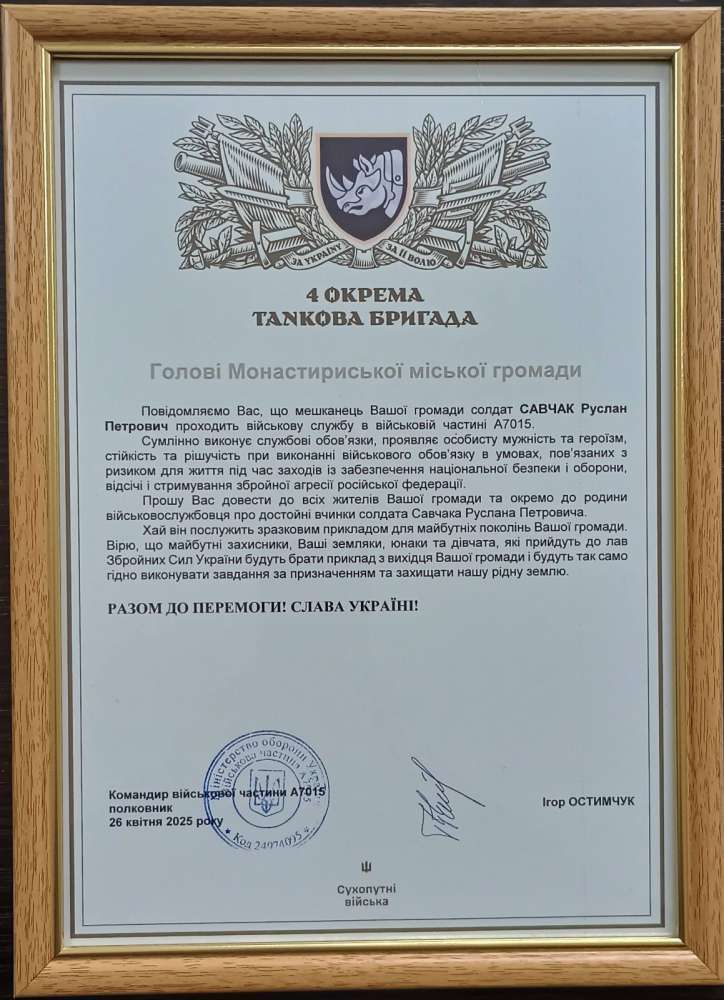 ЗА УКРАЇНУ
ЗА ЇЇ ВОЛЮ
4 ОКРЕМА
ТАНКОВА БРИГАДА
Голові Монастириської міської громади
Повідомляємо Вас, що мешканець Вашої громади солдат САВЧАК Руслан
Петрович проходить військову службу в військовій частині А7015.
Сумлінно виконує службові обов’язки, проявляє особисту мужність та героїзм,
стійкість та рішучість при виконанні військового обов’язку в умовах, пов’язаних з
ризиком для життя під час заходів із забезпечення національної безпеки і оборони,
відсічі і стримування збройної агресії російської федерації.
Прошу Вас довести до всіх жителів Вашої громади та окремо до родини
військовослужбовця про достойні вчинки солдата Савчака Руслана Петровича.
Хай він послужить зразковим прикладом для майбутніх поколінь Вашої громади.
Вірю, що майбутні захисники, Ваші земляки, юнаки та дівчата, які прийдуть до лав
Збройних Сил України будуть брати приклад з вихідця Вашої громади і будуть так само
гідно виконувати завдання за призначенням та захищати нашу рідну землю.
РАЗОМ ДО ПЕРЕМОГИ! СЛАВА УКРАЇНІ!
Міністерство оборони
Військова частина
Командир військової частини А7015
полковник
26 квітня 2025 року
Ігор ОСТИМЧУК
Код
Сухопутні
війська